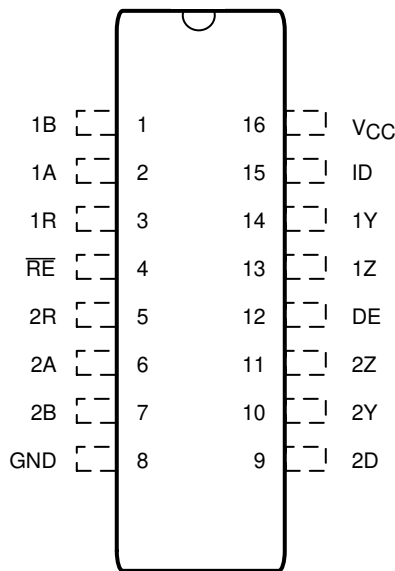 1B 1 16 VCC
1A 2 15 ID
1R 3 14 1Y
R̅E̅ 4 13 1Z
2R 5 12 DE
2A 6 11 2Z
2B 7 10 2Y
GND 8 9 2D